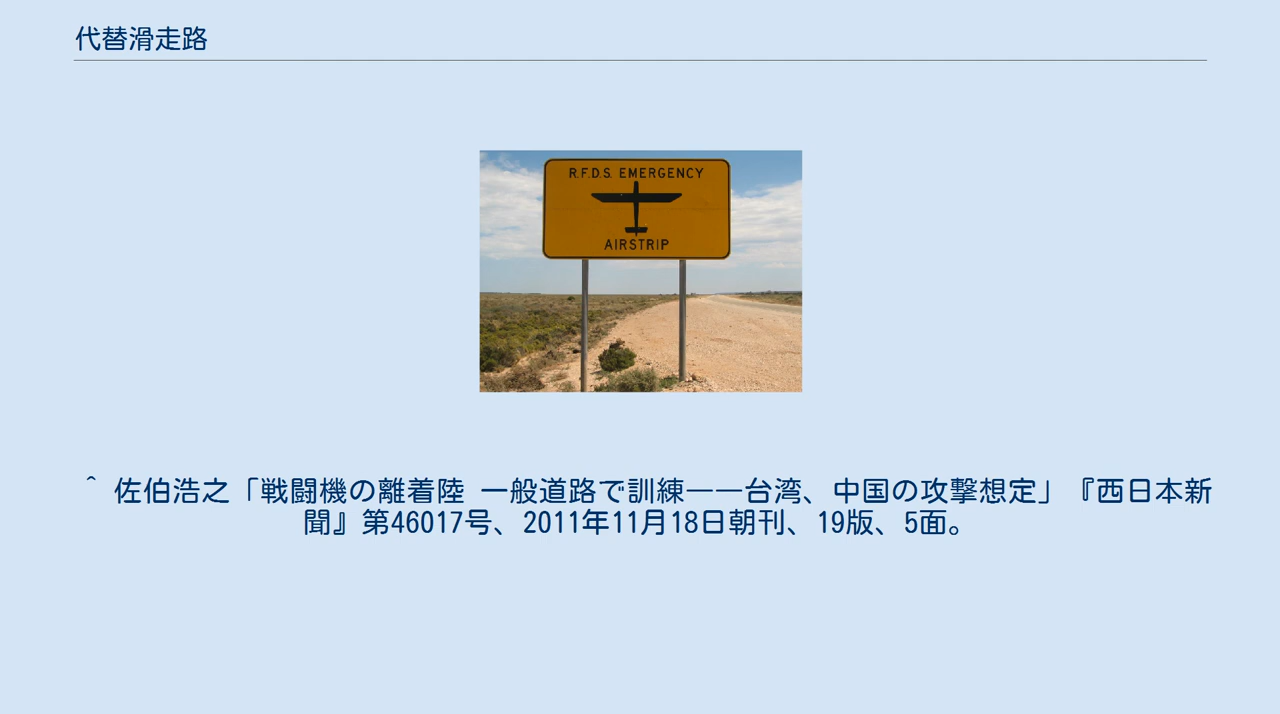 代替滑走路
R.F.D.S. EMERGENCY
AIRSTRIP
^ 佐伯浩之「戦闘機の離着陸 一般道路で訓練――台湾、中国の攻撃想定」『西日本新
聞』第46017号、2011年11月18日朝刊、19版、5面。